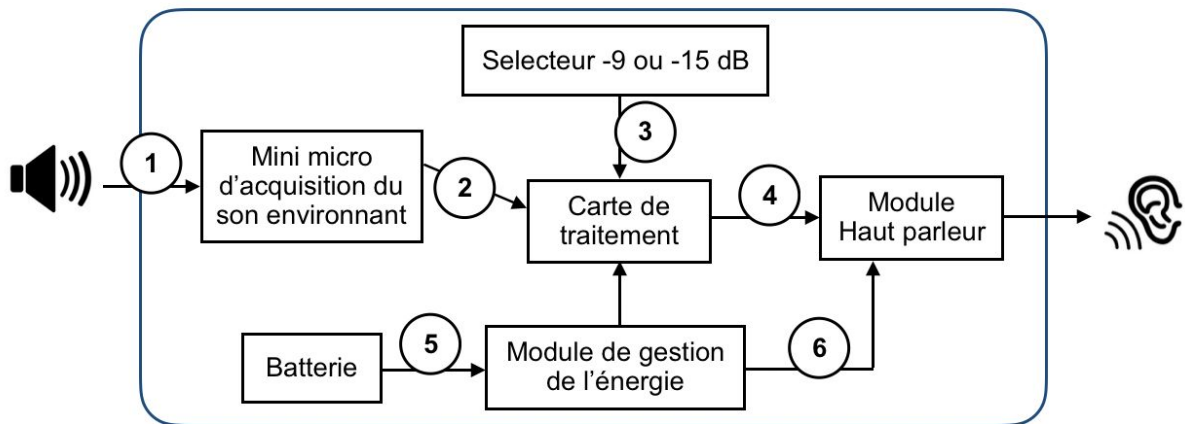 Selecteur -9 ou -15 dB
1
Mini micro
d’acquisition du
son environnant
2
3
Carte de
traitement
4
Module
Haut parleur
Batterie
5
Module de gestion
de l’énergie
6